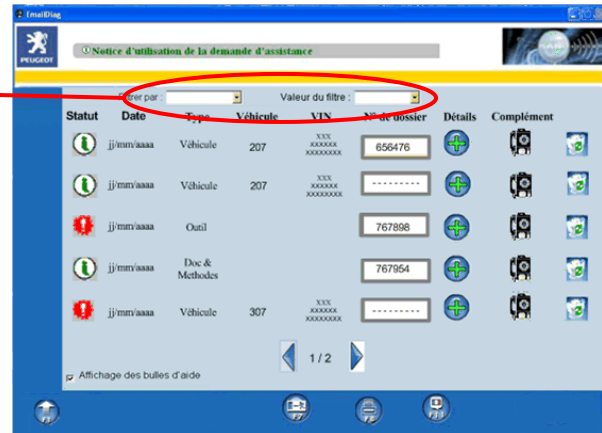 EmailDiag
PEUGEOT
Notice d'utilisation de la demande d'assistance
Filtrer par : Valeur du filtre :
Statut Date Type Véhicule VIN N° de dossier Détails Complément
jj/mm/aaaa Véhicule 207 xxx xxxxxx xxxxxxxx 656476
jj/mm/aaaa Véhicule 207 xxx xxxxxx xxxxxxxx ---------
jj/mm/aaaa Outil 767898
jj/mm/aaaa Doc & Methodes 767954
jj/mm/aaaa Véhicule 307 xxx xxxxxx xxxxxxxx ---------
1 / 2
Affichage des bulles d'aide